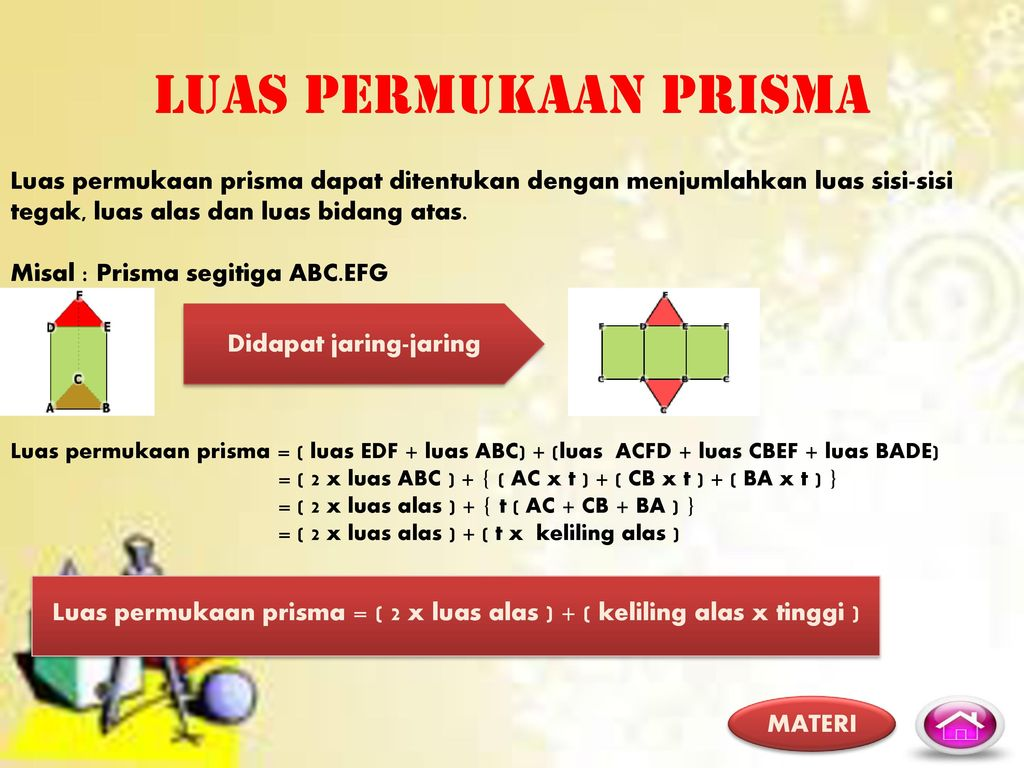 LUAS PERMUKAAN PRISMA
Luas permukaan prisma dapat ditentukan dengan menjumlahkan luas sisi-sisi
tegak, luas alas dan luas bidang atas.
Misal : Prisma segitiga ABC.EFG
F
D E
C
A B
Didapat jaring-jaring
F
F D E F
C A B C
C
Luas permukaan prisma = ( luas EDF + luas ABC) + (luas ACFD + luas CBEF + luas BADE)
= ( 2 x luas ABC ) + { ( AC x t ) + ( CB x t ) + ( BA x t ) }
= ( 2 x luas alas ) + { t ( AC + CB + BA ) }
= ( 2 x luas alas ) + ( t x keliling alas )
Luas permukaan prisma = ( 2 x luas alas ) + ( keliling alas x tinggi )
MATERI